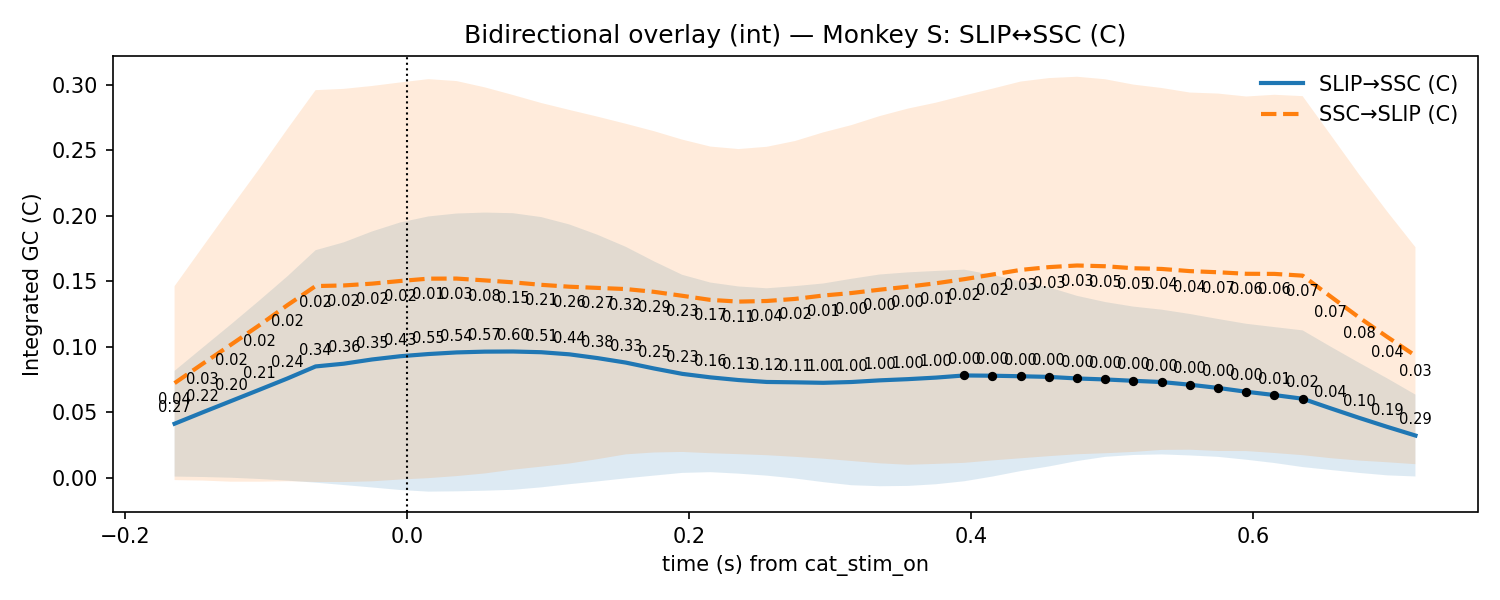 Bidirectional overlay (int) — Monkey S: SLIP↔SSC (C)
SLIP→SSC (C)
SSC→SLIP (C)
Integrated GC (C)
0.30
0.25
0.20
0.15
0.10
0.05
0.00
0.04 0.03 0.02 0.02 0.02 0.02 0.02 0.02 0.02 0.01 0.03 0.08 0.15 0.21 0.26 0.27 0.32 0.29 0.23 0.17 0.11 0.04 0.02 0.01 0.00 0.00 0.00 0.01 0.02 0.02 0.03 0.03 0.03 0.05 0.05 0.04 0.04 0.07 0.06 0.06 0.07 0.07 0.08 0.04 0.03
0.27 0.22 0.20 0.21 0.24 0.34 0.36 0.35 0.43 0.55 0.54 0.57 0.60 0.51 0.44 0.38 0.33 0.25 0.23 0.16 0.13 0.12 0.11 1.00 1.00 1.00 1.00 1.00 0.00 0.00 0.00 0.00 0.00 0.00 0.00 0.00 0.00 0.00 0.00 0.01 0.02 0.04 0.10 0.19 0.29
−0.2 0.0 0.2 0.4 0.6
time (s) from cat_stim_on